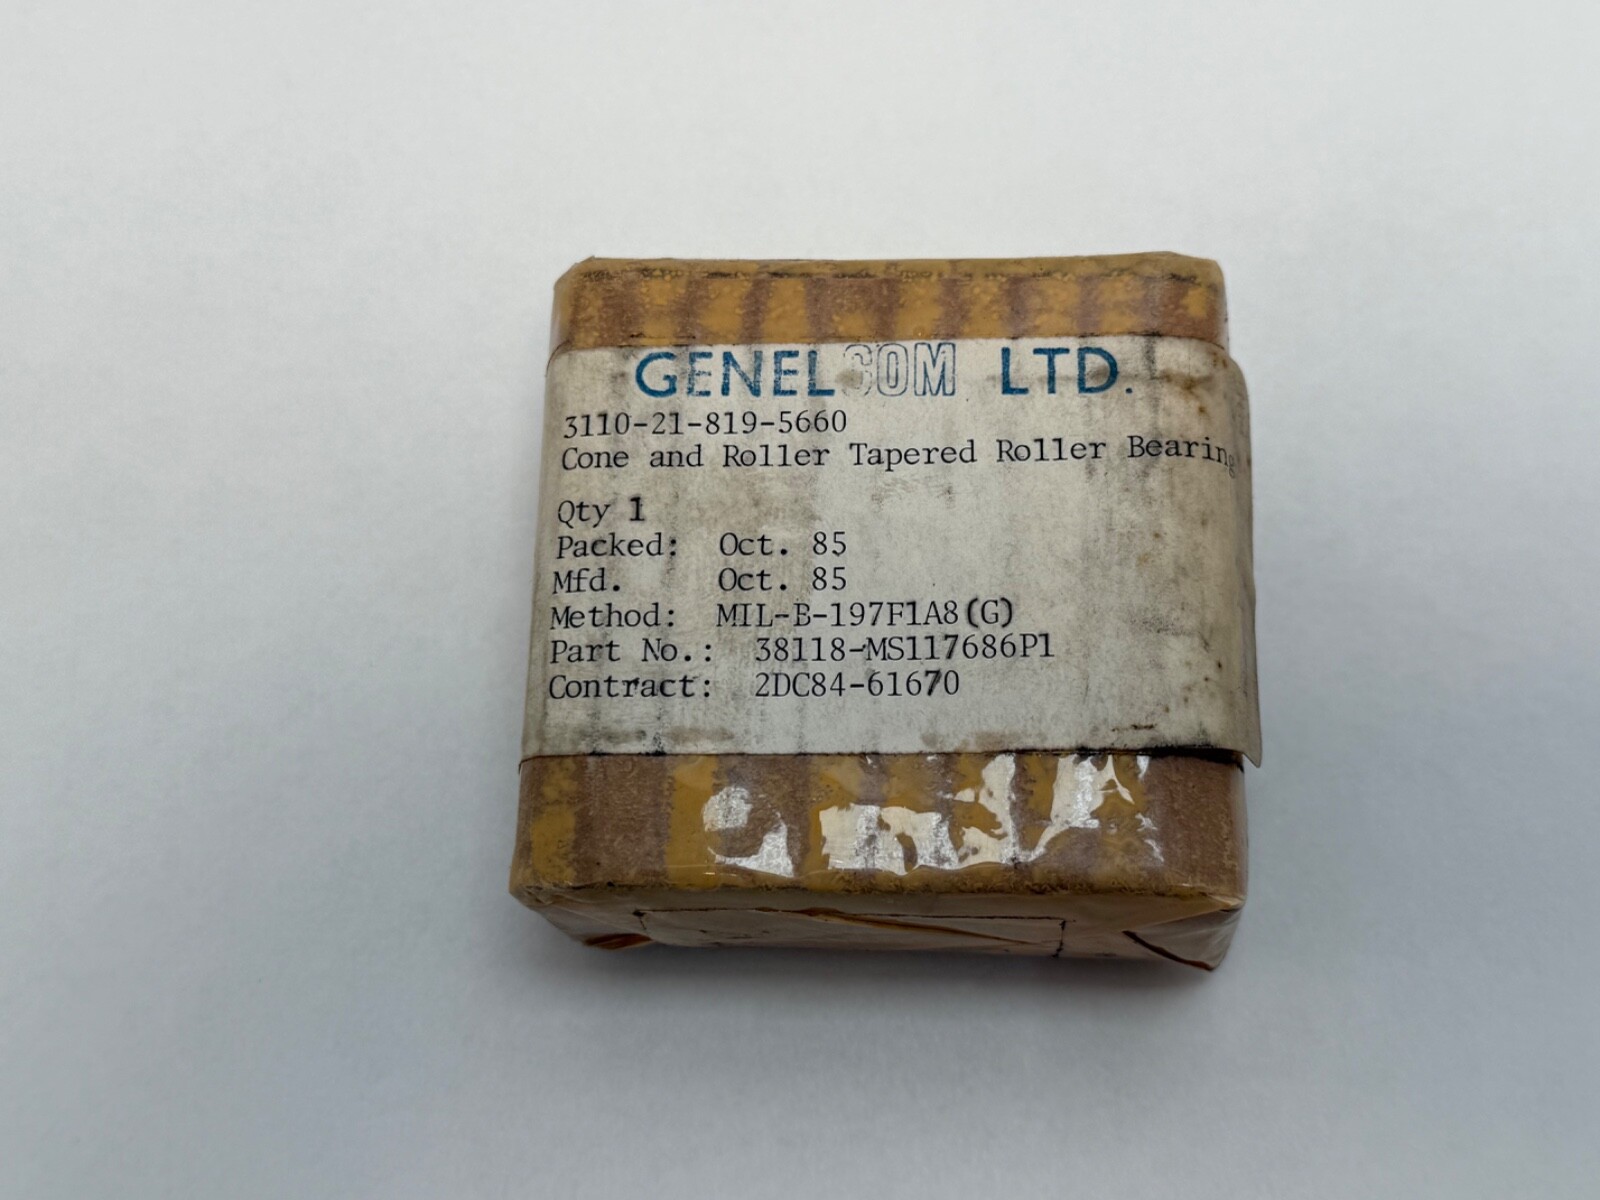 GENELCOM LTD.
3110-21-819-5660
Cone and Roller Tapered Roller Bearing
Qty 1
Packed: Oct. 85
Mfd. Oct. 85
Method: MIL-B-197F1A8(G)
Part No.: 38118-MS117686P1
Contract: 2DC84-61670